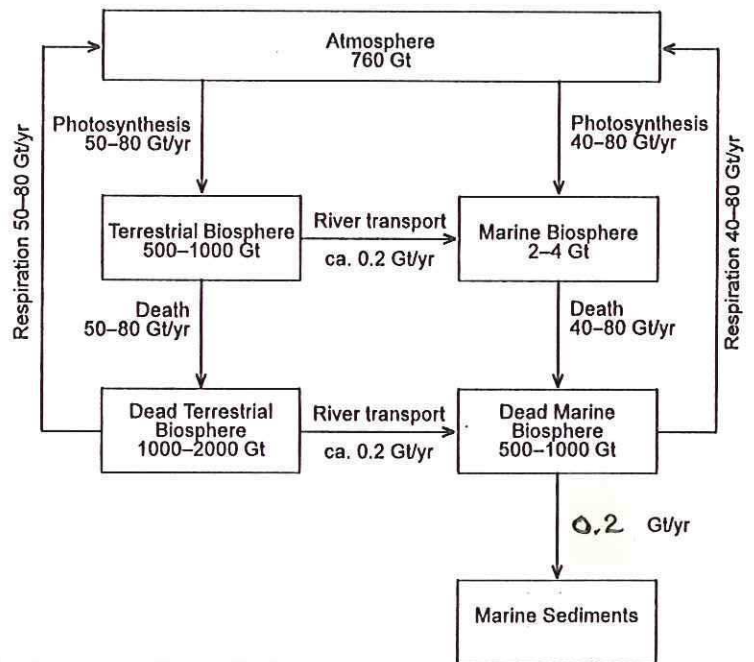 Atmosphere
760 Gt
Respiration 50–80 Gt/yr
Photosynthesis
50–80 Gt/yr
Photosynthesis
40–80 Gt/yr
Respiration 40–80 Gt/yr
Terrestrial Biosphere
500–1000 Gt
River transport
ca. 0.2 Gt/yr
Marine Biosphere
2–4 Gt
Death
50–80 Gt/yr
Death
40–80 Gt/yr
Dead Terrestrial
Biosphere
1000–2000 Gt
River transport
ca. 0.2 Gt/yr
Dead Marine
Biosphere
500–1000 Gt
0.2 Gt/yr
Marine Sediments